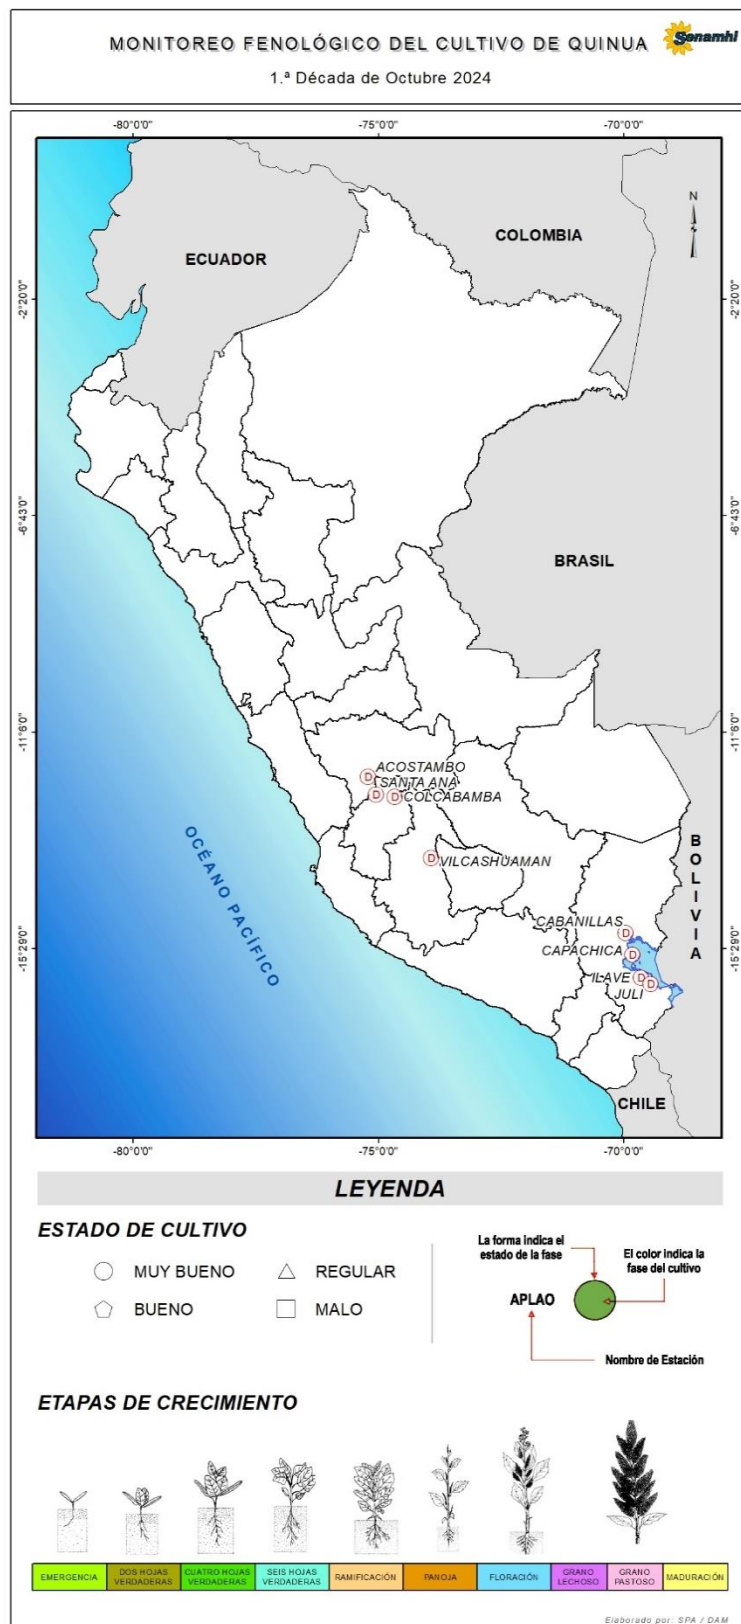 MONITOREO FENOLÓGICO DEL CULTIVO DE QUINUA
Senamhi
1.ª Década de Octubre 2024
-80°0'0" -75°0'0" -70°0'0"
N
COLOMBIA
ECUADOR
-2°20'0" -2°20'0"
-6°43'0" -6°43'0"
BRASIL
-11°6'0" -11°6'0"
D ACOSTAMBO
D SANTA ANA
D COLCABAMBA
D VILCASHUAMAN
BOLIVIA
OCÉANO PACÍFICO
CABANILLAS D
-15°29'0" -15°29'0"
CAPACHICA D
ILAVE D
JULI D
CHILE
-80°0'0" -75°0'0" -70°0'0"
LEYENDA
ESTADO DE CULTIVO
MUY BUENO
REGULAR
BUENO
MALO
La forma indica el
estado de la fase
El color indica la
fase del cultivo
APLAO
Nombre de Estación
ETAPAS DE CRECIMIENTO
EMERGENCIA
DOS HOJAS
VERDADERAS
CUATRO HOJAS
VERDADERAS
SEIS HOJAS
VERDADERAS
RAMIFICACIÓN
PANOJA
FLORACIÓN
GRANO
LECHOSO
GRANO
PASTOSO
MADURACIÓN
Elaborado por: SPA / DAM